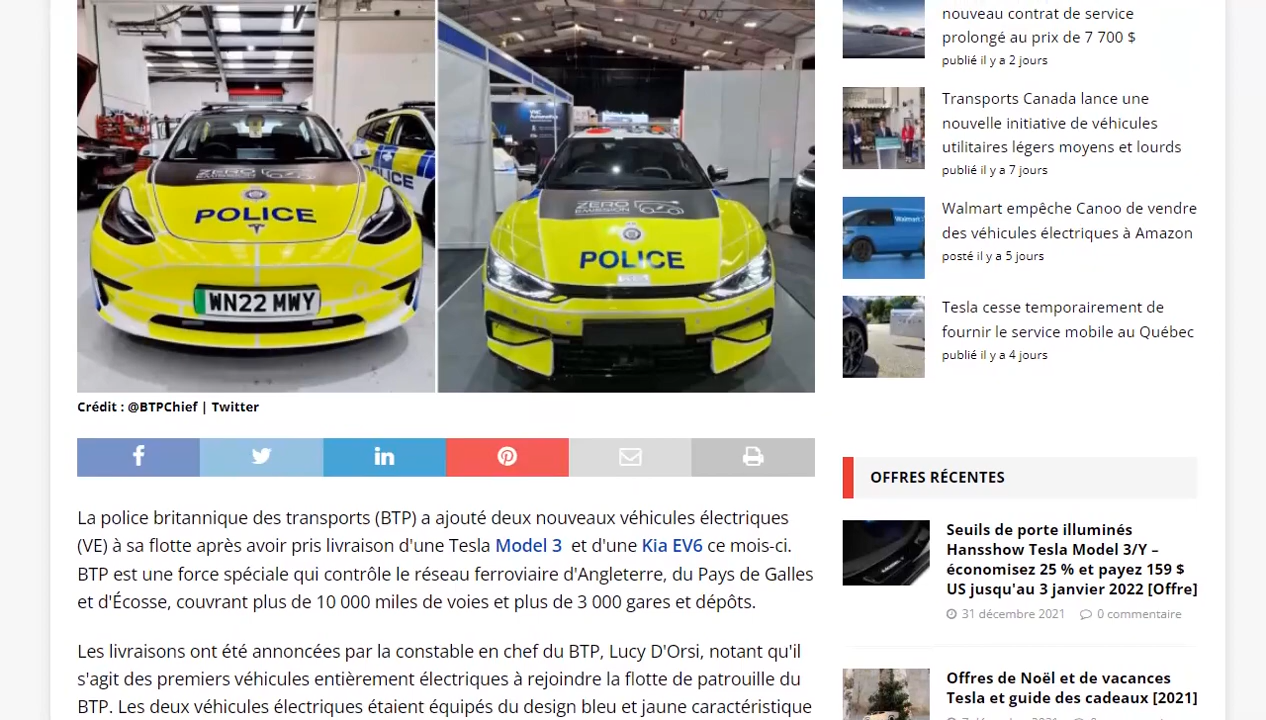 ZERO
EMISSION
POLICE
WN22 MWY
POLICE
ZERO
EMISSION
POLICE
Crédit : @BTPChief | Twitter
La police britannique des transports (BTP) a ajouté deux nouveaux véhicules électriques
(VE) à sa flotte après avoir pris livraison d'une Tesla Model 3 et d'une Kia EV6 ce mois-ci.
BTP est une force spéciale qui contrôle le réseau ferroviaire d'Angleterre, du Pays de Galles
et d'Écosse, couvrant plus de 10 000 miles de voies et plus de 3 000 gares et dépôts.
Les livraisons ont été annoncées par la constable en chef du BTP, Lucy D'Orsi, notant qu'il
s'agit des premiers véhicules entièrement électriques à rejoindre la flotte de patrouille du
BTP. Les deux véhicules électriques étaient équipés du design bleu et jaune caractéristique
nouveau contrat de service
prolongé au prix de 7 700 $
publié il y a 2 jours
Transports Canada lance une
nouvelle initiative de véhicules
utilitaires légers moyens et lourds
publié il y a 7 jours
Walmart
Walmart empêche Canoo de vendre
des véhicules électriques à Amazon
posté il y a 5 jours
Tesla cesse temporairement de
fournir le service mobile au Québec
publié il y a 4 jours
OFFRES RÉCENTES
Seuils de porte illuminés
Hansshow Tesla Model 3/Y –
économisez 25 % et payez 159 $
US jusqu'au 3 janvier 2022 [Offre]
31 décembre 2021 0 commentaire
Offres de Noël et de vacances
Tesla et guide des cadeaux [2021]